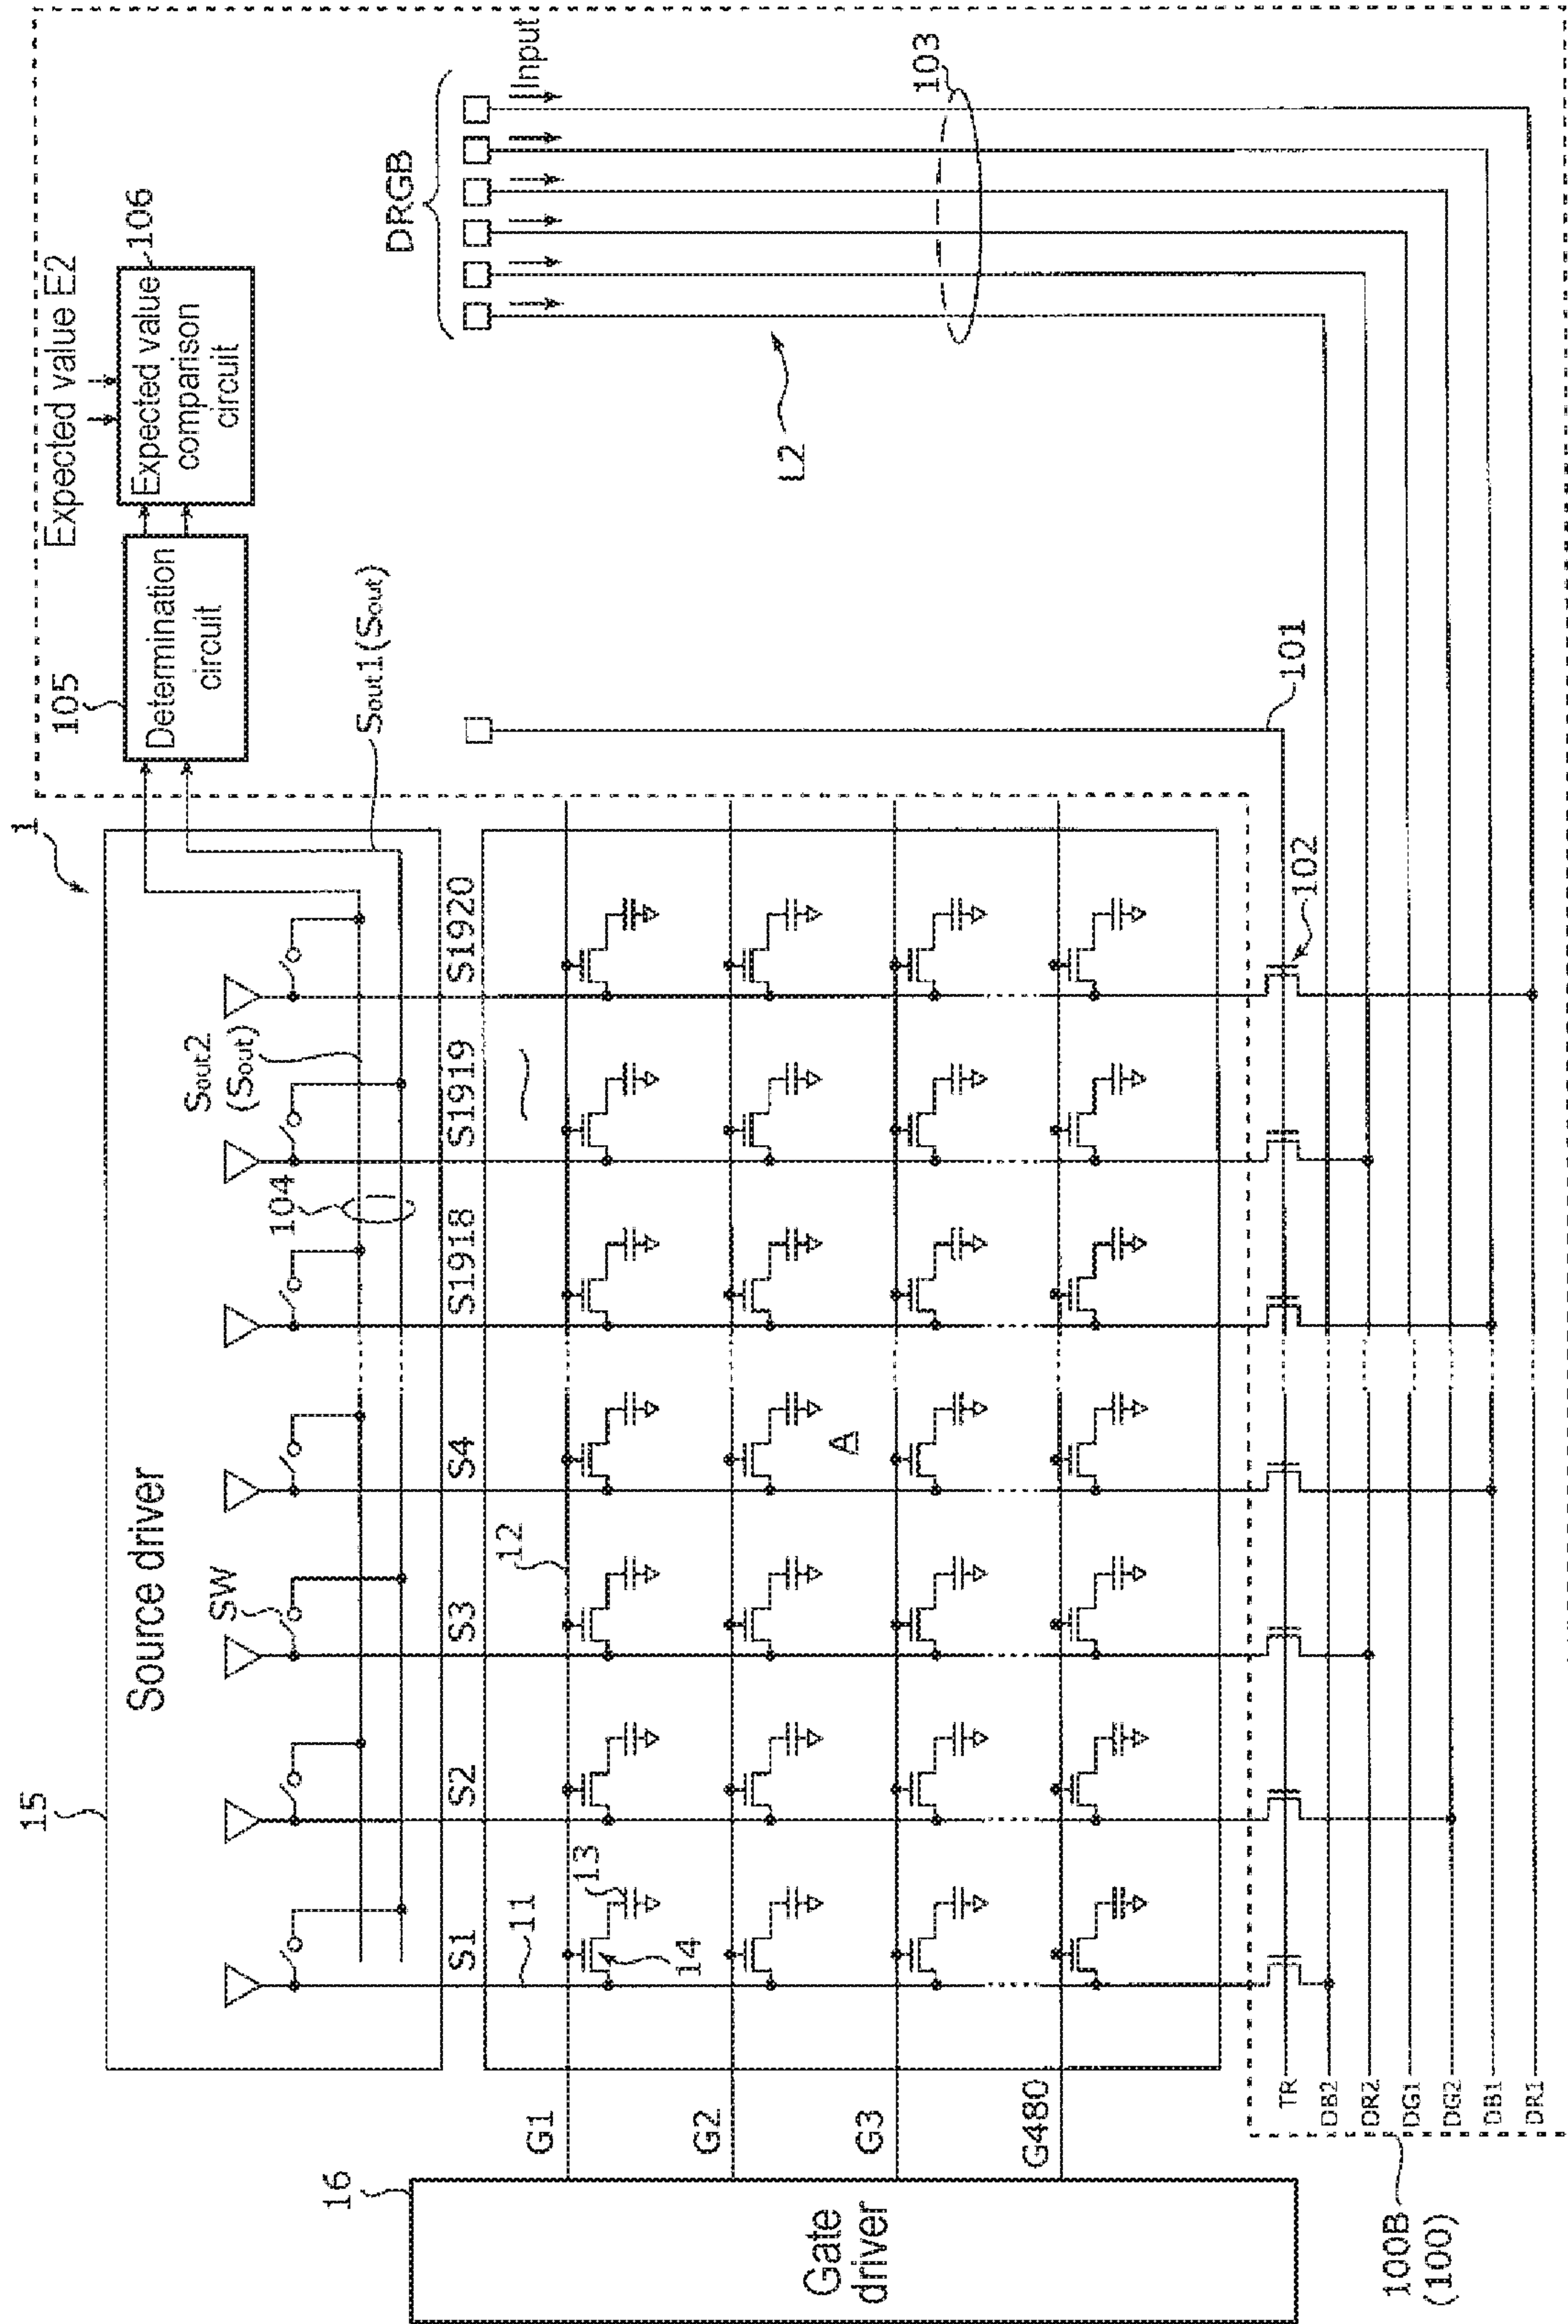 1
15
Source driver
SW
Sout2
(Sout)
104
105
Determination
circuit
Expected value E2
Expected value
comparison
circuit
106
Sout1(Sout)
DRGB
Input
S1
S2
S3
S4
S1918
S1919
S1920
16
Gate
driver
G1
G2
G3
G480
11
12
13
14
A
L2
103
101
102
TR
DB2
DR2
DG1
DG2
DB1
DR1
100B
(100)